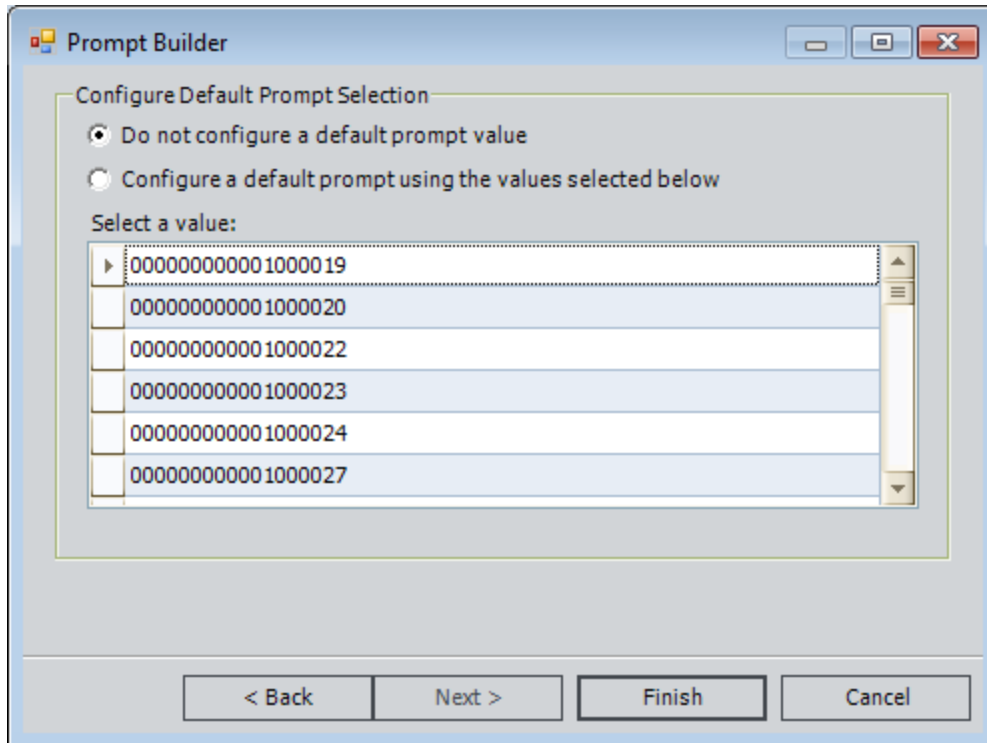 Prompt Builder
Configure Default Prompt Selection
Do not configure a default prompt value
Configure a default prompt using the values selected below
Select a value:
000000000001000019
000000000001000020
000000000001000022
000000000001000023
000000000001000024
000000000001000027
< Back
Next >
Finish
Cancel